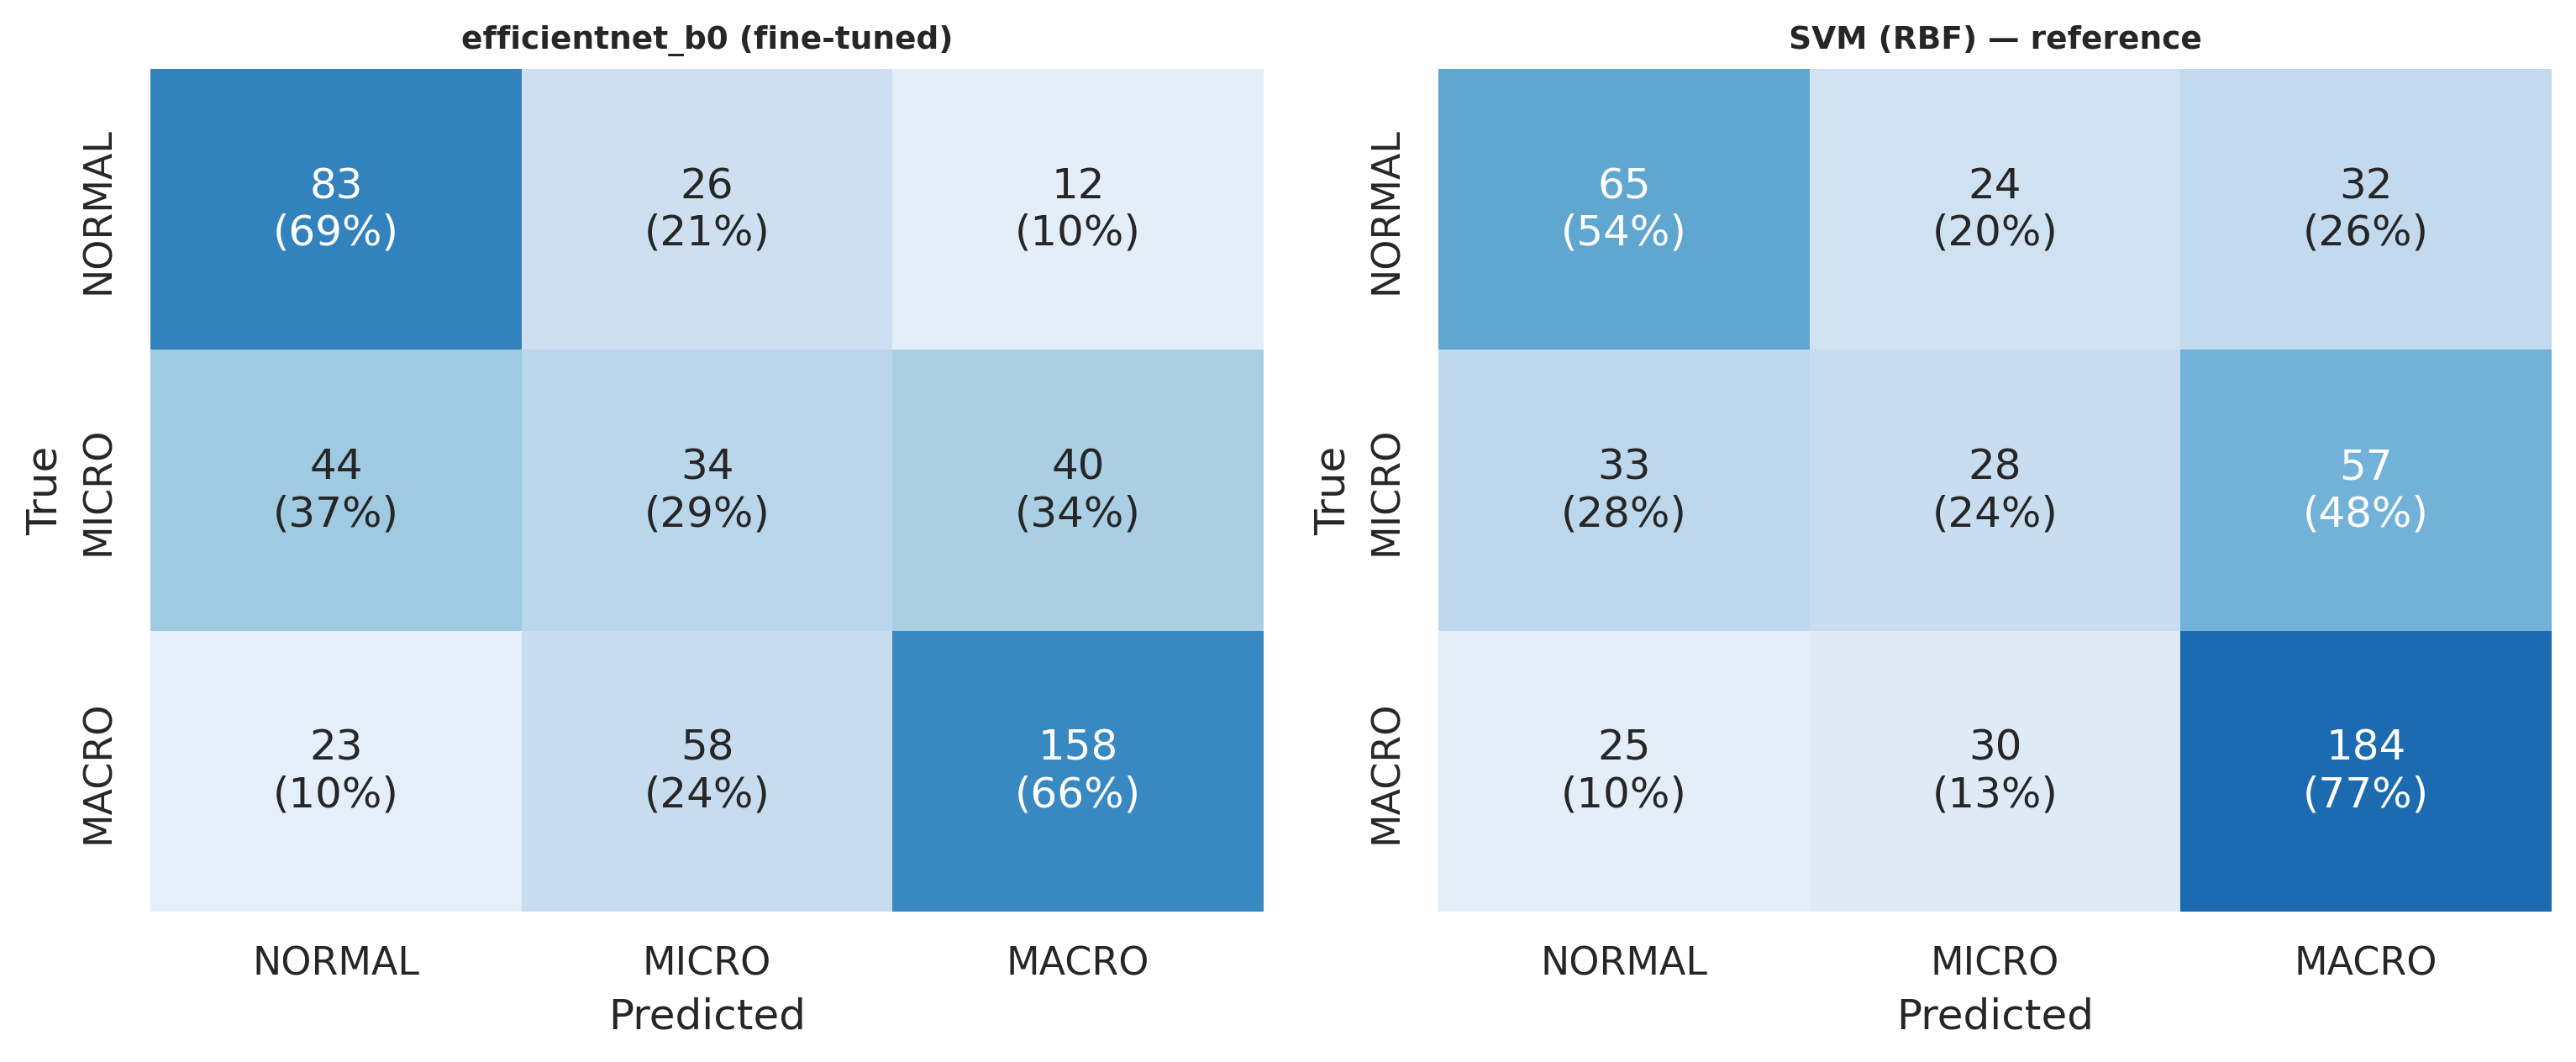 efficientnet_b0 (fine-tuned)
True
NORMAL
83
(69%)
26
(21%)
12
(10%)
MICRO
44
(37%)
34
(29%)
40
(34%)
MACRO
23
(10%)
58
(24%)
158
(66%)
NORMAL
MICRO
MACRO
Predicted
SVM (RBF) — reference
True
NORMAL
65
(54%)
24
(20%)
32
(26%)
MICRO
33
(28%)
28
(24%)
57
(48%)
MACRO
25
(10%)
30
(13%)
184
(77%)
NORMAL
MICRO
MACRO
Predicted